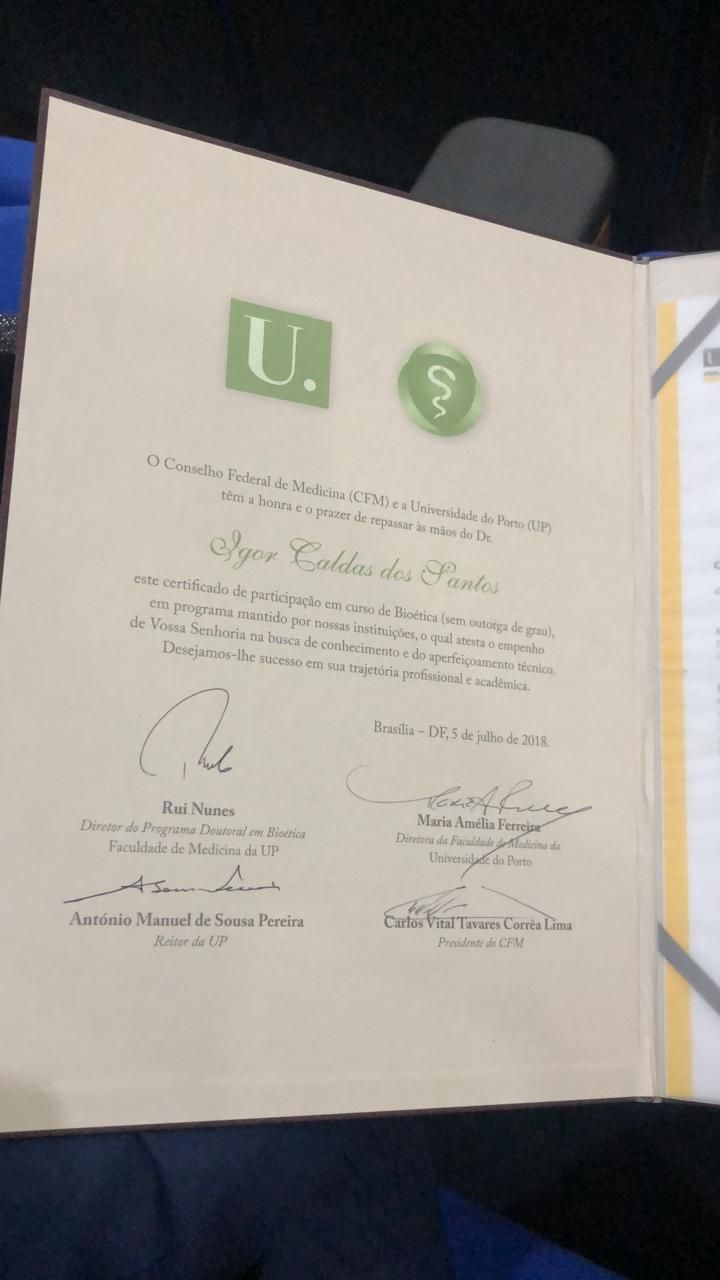 U.
O Conselho Federal de Medicina (CFM) e a Universidade do Porto (UP)
têm a honra e o prazer de repassar às mãos do Dr.
Igor Caldas dos Santos
este certificado de participação em curso de Bioética (sem outorga de grau),
em programa mantido por nossas instituições, o qual atesta o empenho
de Vossa Senhoria na busca de conhecimento e do aperfeiçoamento técnico.
Desejamos-lhe sucesso em sua trajetória profissional e acadêmica.
Brasília – DF, 5 de julho de 2018.
Rui Nunes
Diretor do Programa Doutoral em Bioética
Faculdade de Medicina da UP
Maria Amélia Ferreira
Diretora da Faculdade de Medicina da
Universidade do Porto
António Manuel de Sousa Pereira
Reitor da UP
Carlos Vital Tavares Corrêa Lima
Presidente do CFM